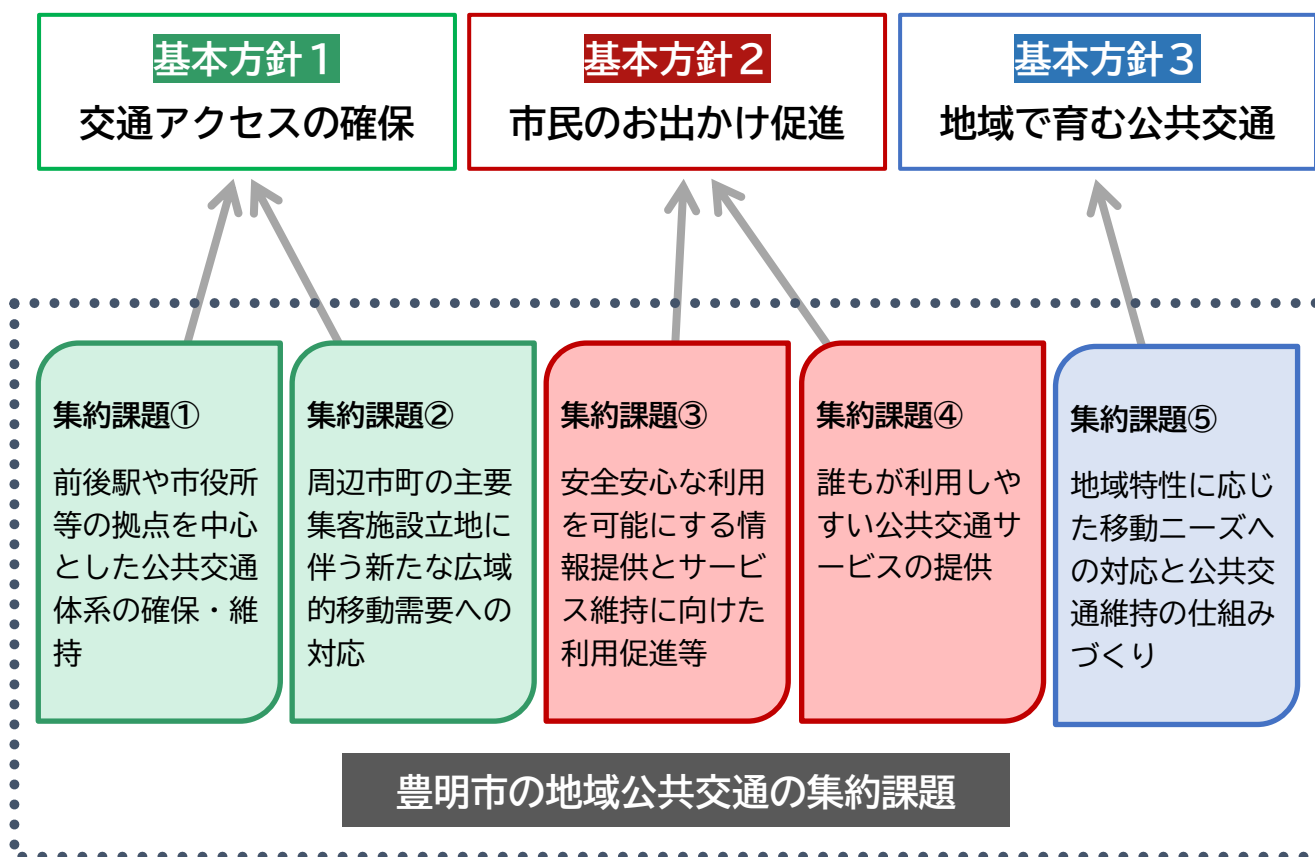 基本方針１
交通アクセスの確保
基本方針２
市民のお出かけ促進
基本方針３
地域で育む公共交通
集約課題①
前後駅や市役所
等の拠点を中心
とした公共交通
体系の確保・維
持
集約課題②
周辺市町の主要
集客施設立地に
伴う新たな広域
的移動需要への
対応
集約課題③
安全安心な利用
を可能にする情
報提供とサービ
ス維持に向けた
利用促進等
集約課題④
誰もが利用しや
すい公共交通サ
ービスの提供
集約課題⑤
地域特性に応じ
た移動ニーズへ
の対応と公共交
通維持の仕組み
づくり
豊明市の地域公共交通の集約課題